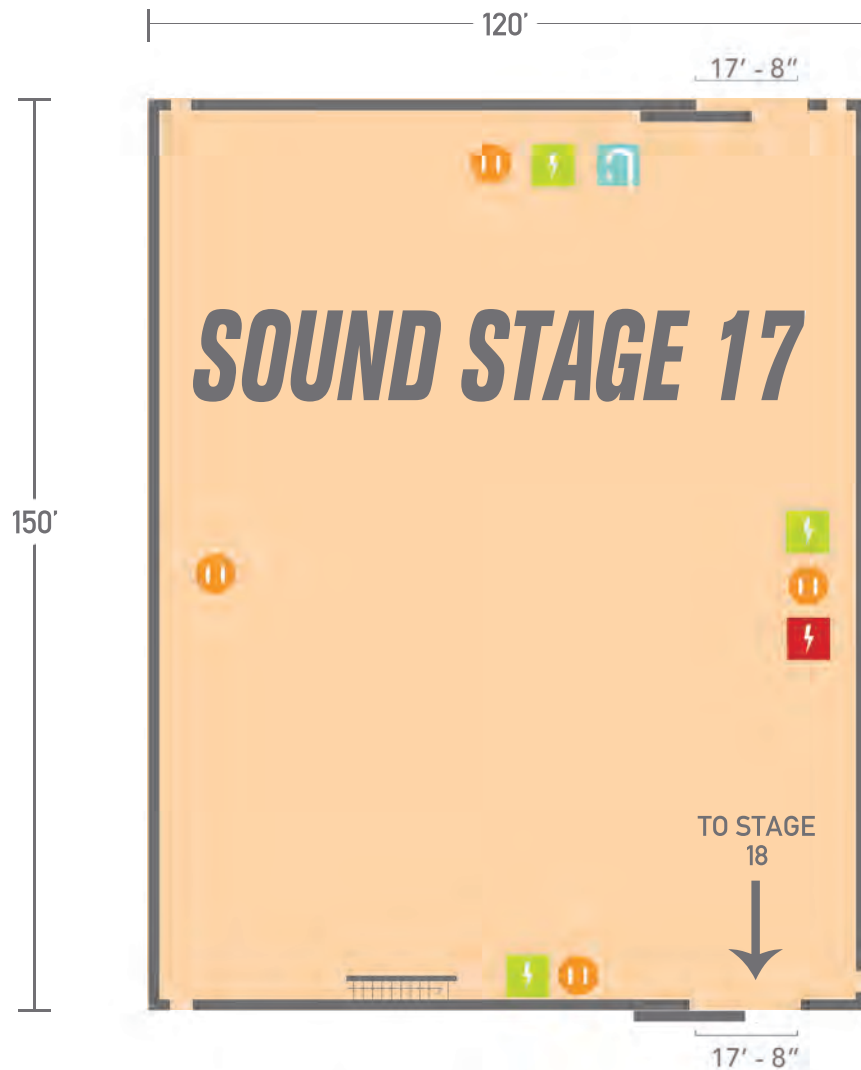 120’
17’ - 8”
SOUND STAGE 17
150’
TO STAGE
18
17’ - 8”